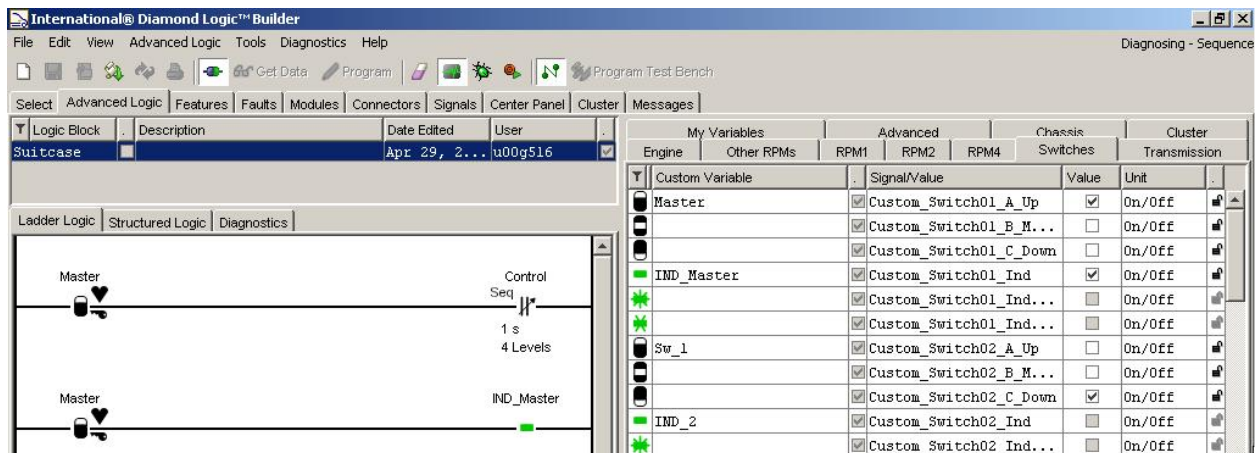 International® Diamond Logic™ Builder
File Edit View Advanced Logic Tools Diagnostics Help
Diagnosing - Sequence
Get Data Program Program Test Bench
Select Advanced Logic Features Faults Modules Connectors Signals Center Panel Cluster Messages
Logic Block . Description Date Edited User .
Suitcase Apr 29, 2... u00g516
Ladder Logic Structured Logic Diagnostics
Master Control
Seq
1 s
4 Levels
Master IND_Master
My Variables Advanced Chassis Cluster
Engine Other RPMs RPM1 RPM2 RPM4 Switches Transmission
Custom Variable . Signal/Value Value Unit .
Master Custom_Switch01_A_Up On/Off
Custom_Switch01_B_M... On/Off
Custom_Switch01_C_Down On/Off
IND_Master Custom_Switch01_Ind On/Off
Custom_Switch01_Ind... On/Off
Custom_Switch01_Ind... On/Off
Sw_1 Custom_Switch02_A_Up On/Off
Custom_Switch02_B_M... On/Off
Custom_Switch02_C_Down On/Off
IND_2 Custom_Switch02_Ind On/Off
Custom_Switch02_Ind... On/Off